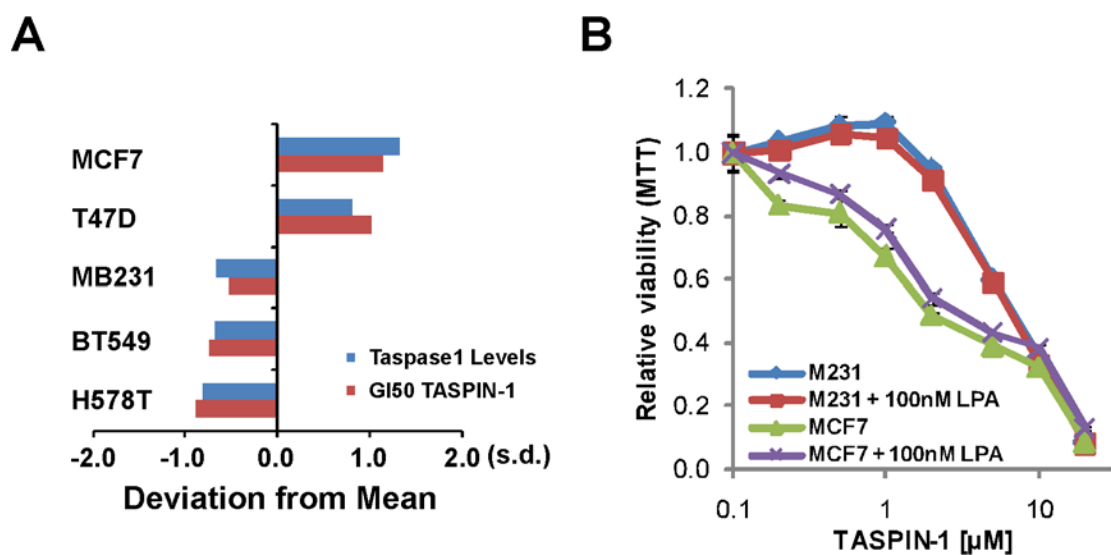 A
MCF7
T47D
MB231
BT549
H578T
Taspase1 Levels
GI50 TASPIN-1
-2.0 -1.0 0.0 1.0 2.0 (s.d.)
Deviation from Mean
B
Relative viability (MTT)
1.2
1.0
0.8
0.6
0.4
0.2
0.0
M231
M231 + 100nM LPA
MCF7
MCF7 + 100nM LPA
0.1 1 10
TASPIN-1 [µM]